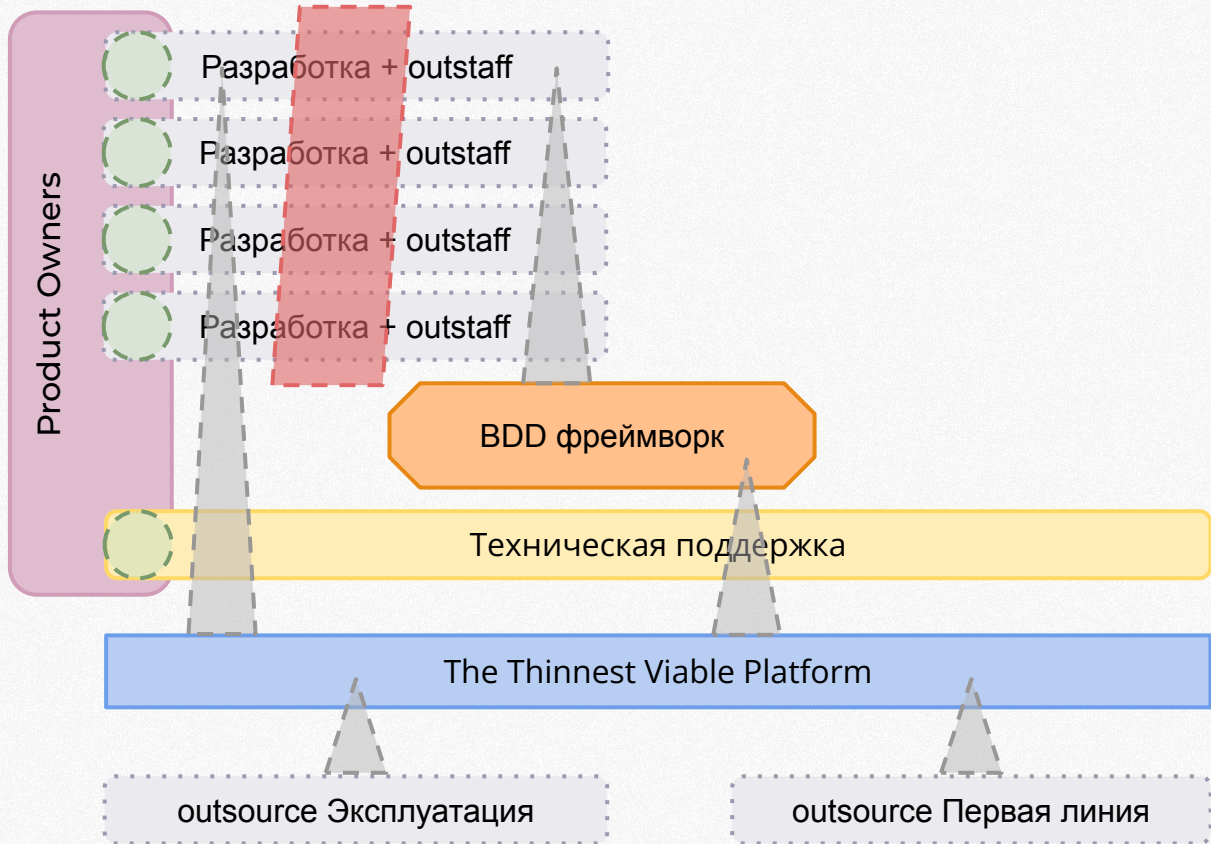 Product Owners
Разработка + outstaff
Разработка + outstaff
Разработка + outstaff
Разработка + outstaff
BDD фреймворк
Техническая поддержка
The Thinnest Viable Platform
outsource Эксплуатация
outsource Первая линия